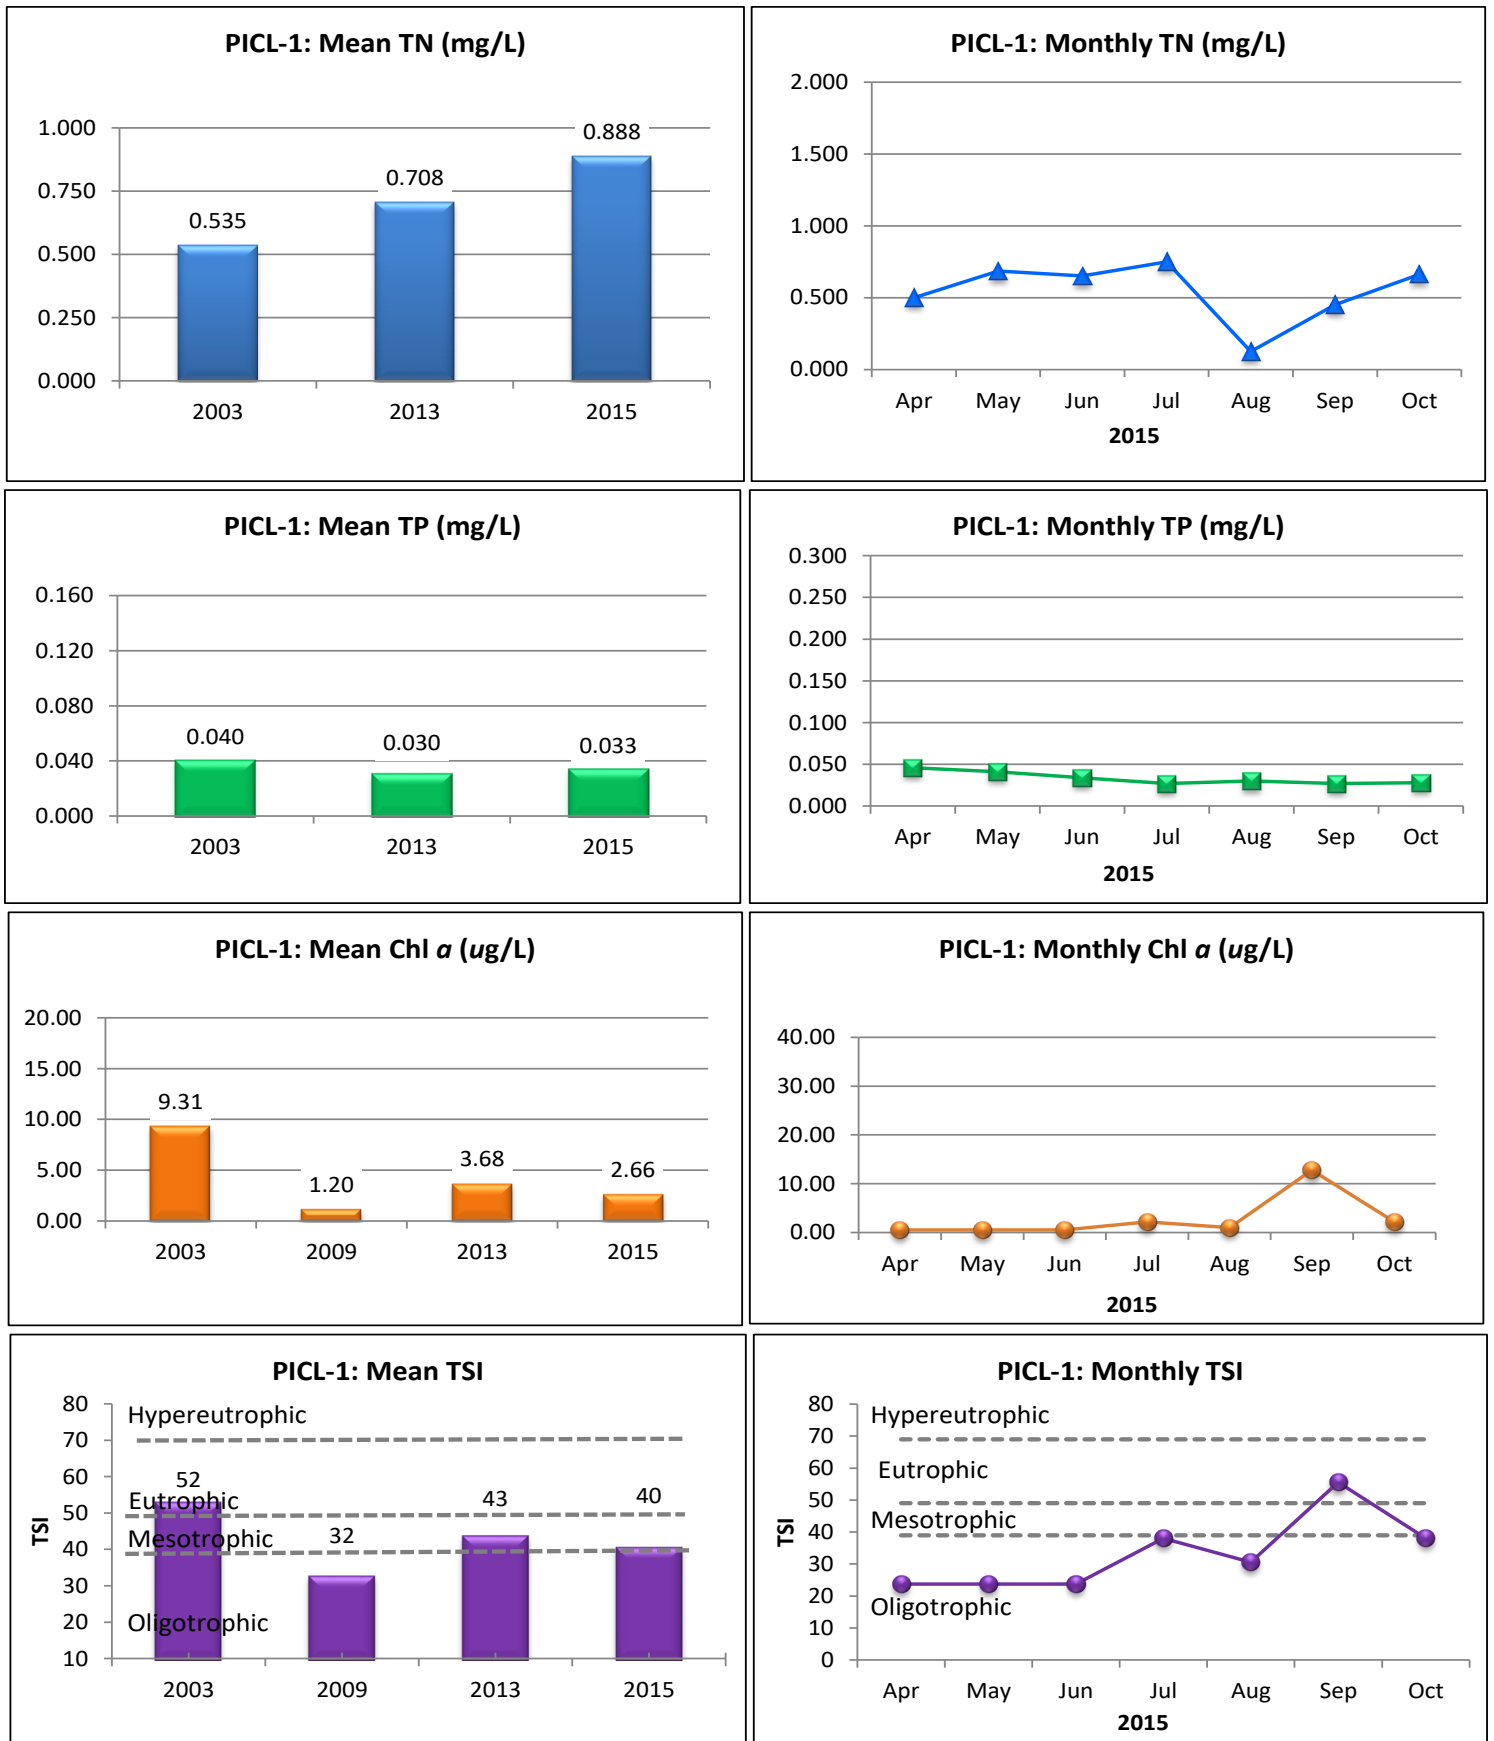 PICL-1: Mean TN (mg/L)
1.000
0.750
0.500
0.250
0.000
0.535
0.708
0.888
2003 2013 2015
PICL-1: Monthly TN (mg/L)
2.000
1.500
1.000
0.500
0.000
Apr May Jun Jul Aug Sep Oct
2015
PICL-1: Mean TP (mg/L)
0.160
0.120
0.080
0.040
0.000
0.040
0.030
0.033
2003 2013 2015
PICL-1: Monthly TP (mg/L)
0.300
0.250
0.200
0.150
0.100
0.050
0.000
Apr May Jun Jul Aug Sep Oct
2015
PICL-1: Mean Chl a (ug/L)
20.00
15.00
10.00
5.00
0.00
9.31
1.20
3.68
2.66
2003 2009 2013 2015
PICL-1: Monthly Chl a (ug/L)
40.00
30.00
20.00
10.00
0.00
Apr May Jun Jul Aug Sep Oct
2015
PICL-1: Mean TSI
TSI
80
70
60
50
40
30
20
10
Hypereutrophic
Eutrophic
Mesotrophic
Oligotrophic
52
32
43
40
2003 2009 2013 2015
PICL-1: Monthly TSI
TSI
80
70
60
50
40
30
20
10
0
Hypereutrophic
Eutrophic
Mesotrophic
Oligotrophic
Apr May Jun Jul Aug Sep Oct
2015